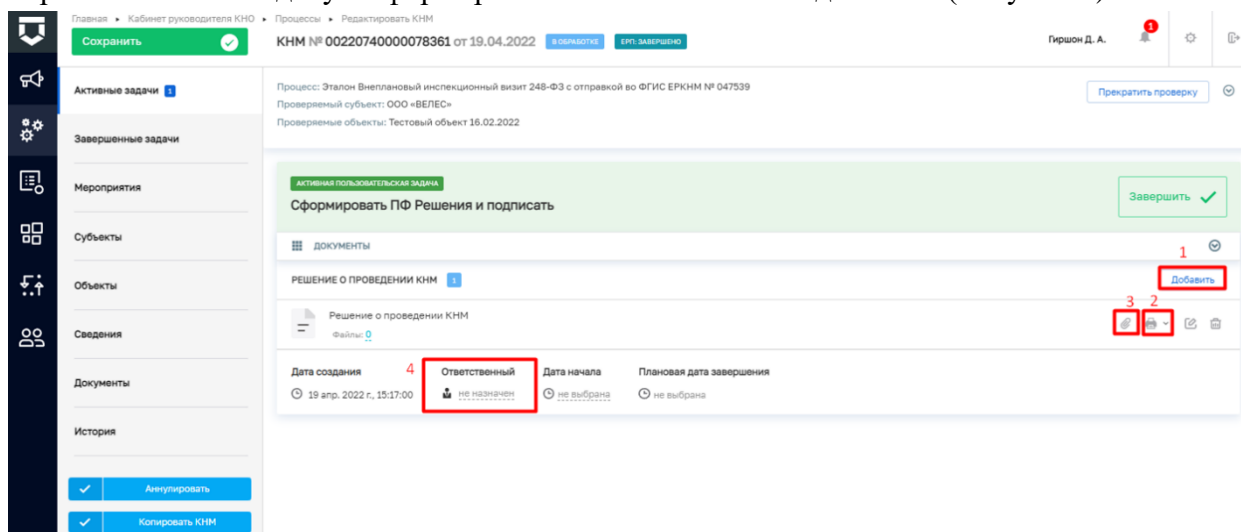 Главная ▸ Кабинет руководителя КНО ▸ Процессы ▸ Редактировать КНМ
Сохранить
КНМ № 00220740000078361 от 19.04.2022 В ОБРАБОТКЕ ЕРП: ЗАВЕРШЕНО
Гиршон Д. А.
1
Активные задачи 1
Завершенные задачи
Мероприятия
Субъекты
Объекты
Сведения
Документы
История
Аннулировать
Копировать КНМ
Процесс: Эталон Внеплановый инспекционный визит 248-ФЗ с отправкой во ФГИС ЕРКНМ № 047539
Проверяемый субъект: ООО «ВЕЛЕС»
Проверяемые объекты: Тестовый объект 16.02.2022
Прекратить проверку
АКТИВНАЯ ПОЛЬЗОВАТЕЛЬСКАЯ ЗАДАЧА
Сформировать ПФ Решения и подписать
Завершить
ДОКУМЕНТЫ
1
РЕШЕНИЕ О ПРОВЕДЕНИИ КНМ 1
Добавить
3 2
Решение о проведении КНМ
Файлы: 0
4
Дата создания Ответственный Дата начала Плановая дата завершения
19 апр. 2022 г., 15:17:00 не назначен не выбрана не выбрана